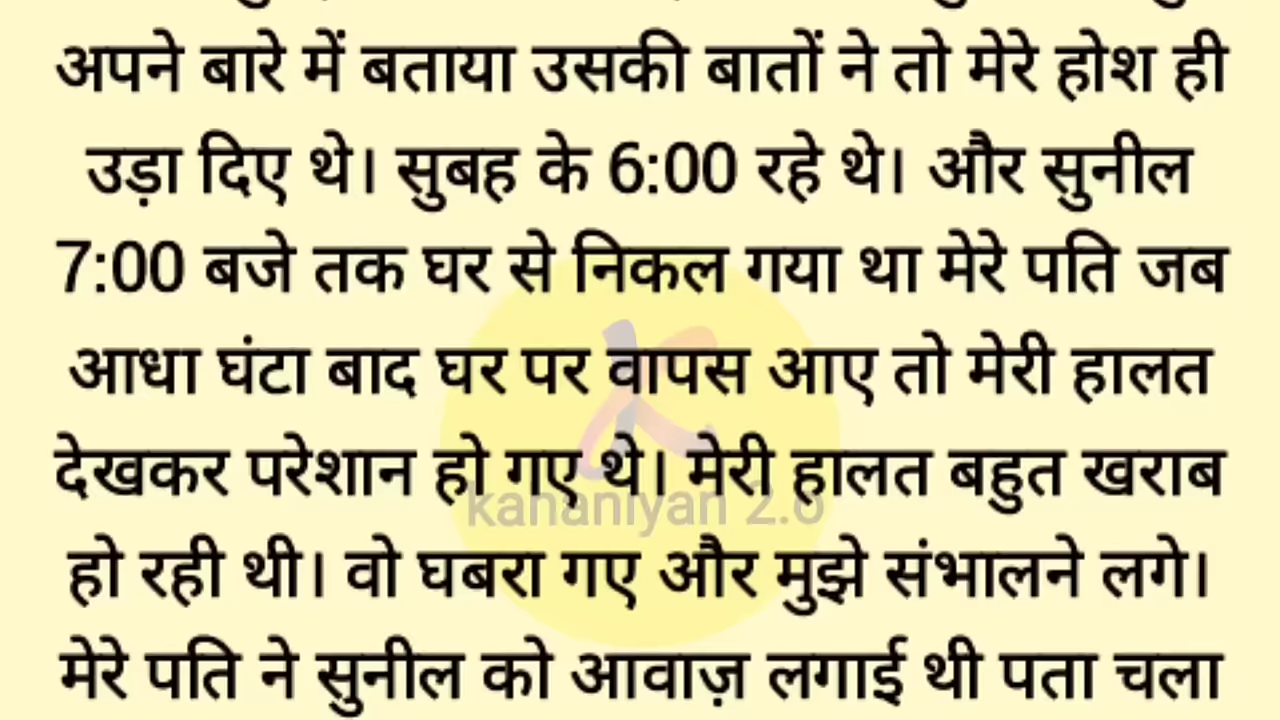 अपने बारे में बताया उसकी बातों ने तो मेरे होश ही
उड़ा दिए थे। सुबह के 6:00 रहे थे। और सुनील
7:00 बजे तक घर से निकल गया था मेरे पति जब
आधा घंटा बाद घर पर वापस आए तो मेरी हालत
देखकर परेशान हो गए थे। मेरी हालत बहुत खराब
kahaniyan 2.0
हो रही थी। वो घबरा गए और मुझे संभालने लगे।
मेरे पति ने सुनील को आवाज़ लगाई थी पता चला